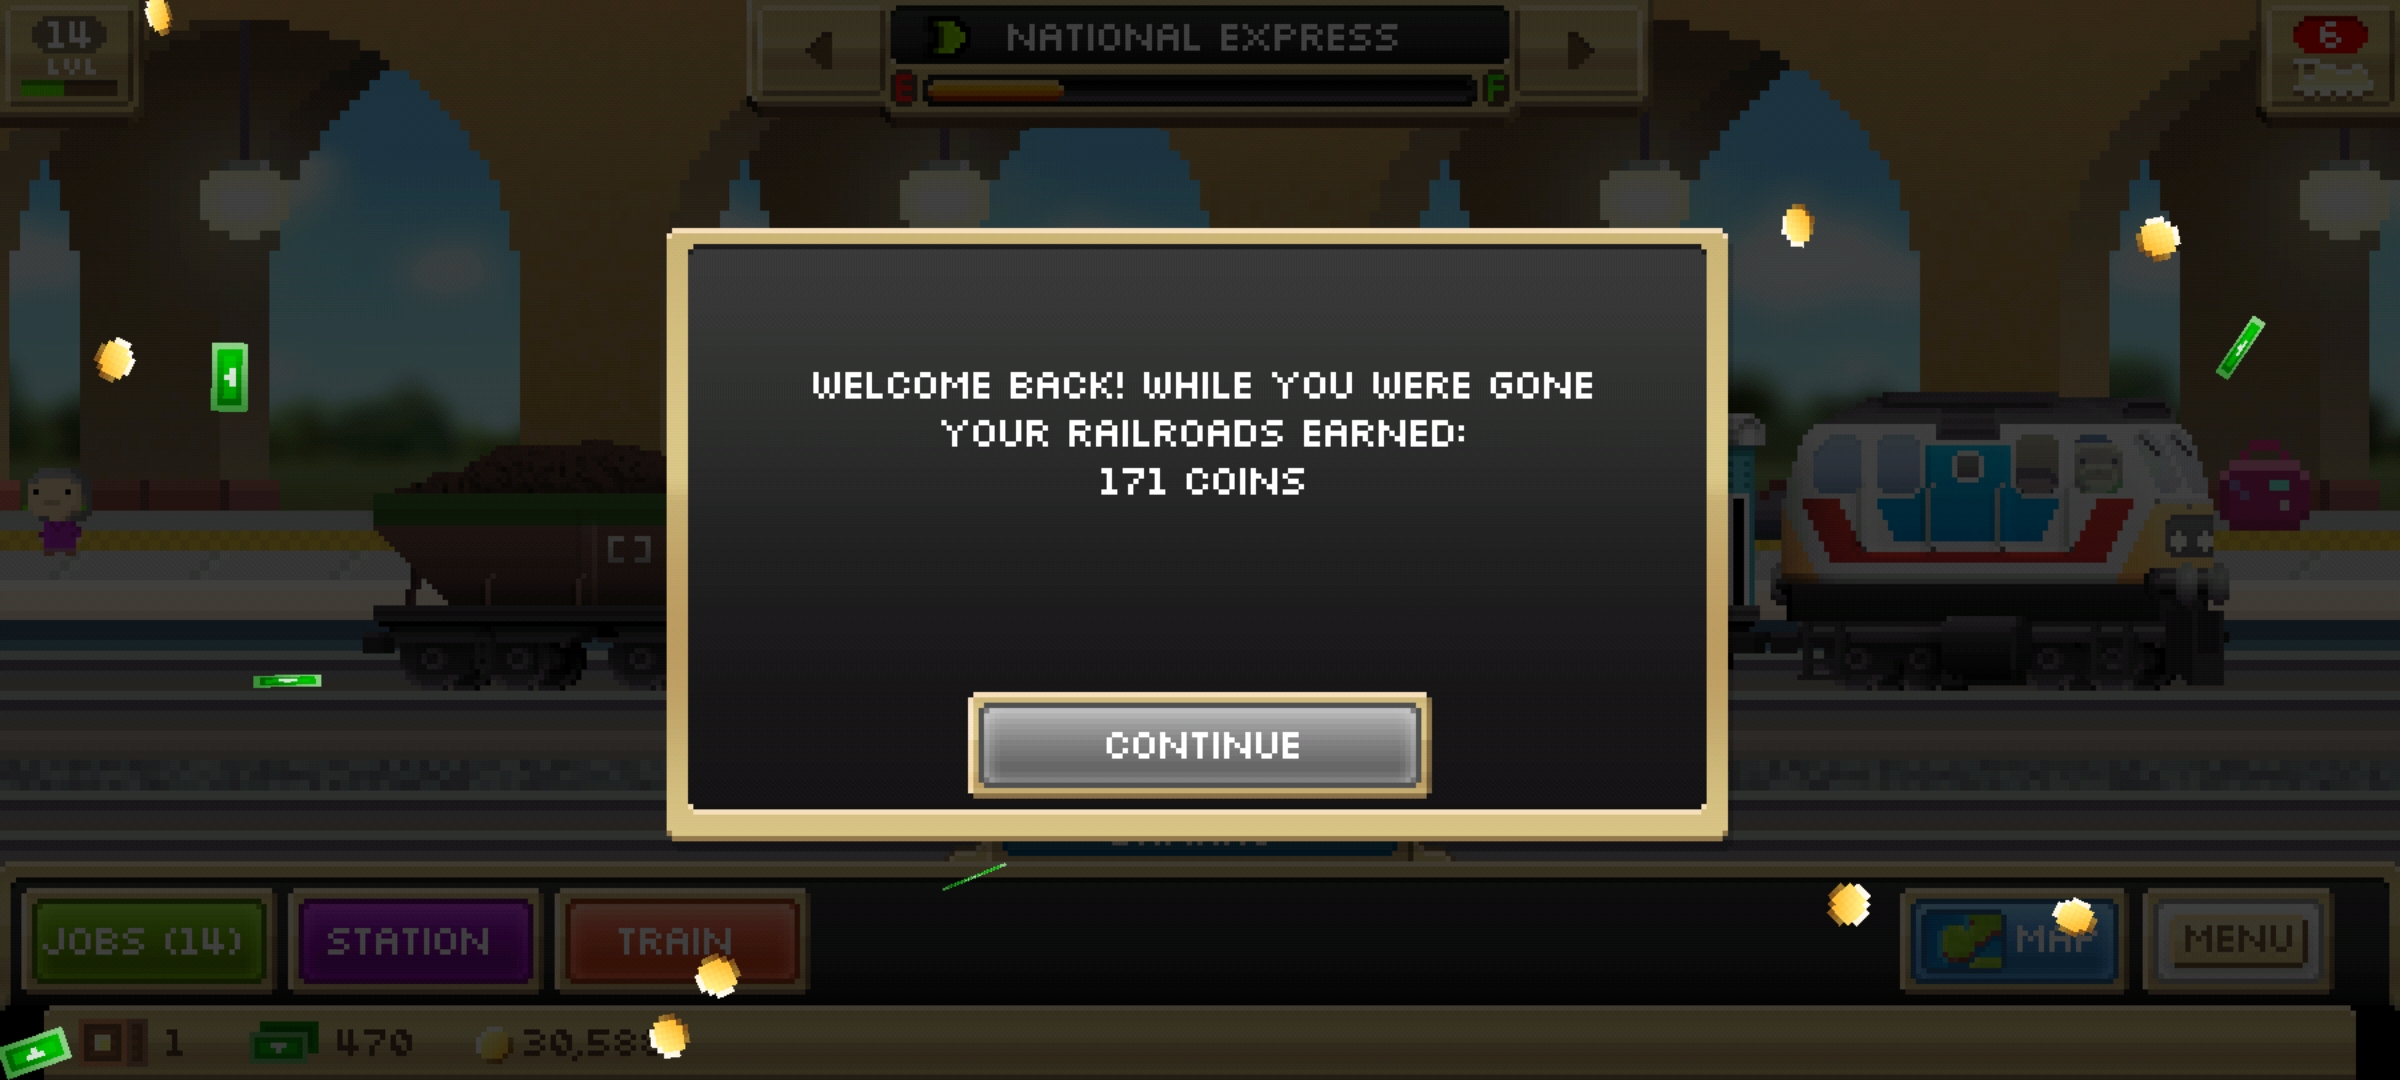 14
LVL
NATIONAL EXPRESS
E F
6
WELCOME BACK! WHILE YOU WERE GONE
YOUR RAILROADS EARNED:
171 COINS
CONTINUE
JOBS (14)
STATION
TRAIN
MAP
MENU
1
470